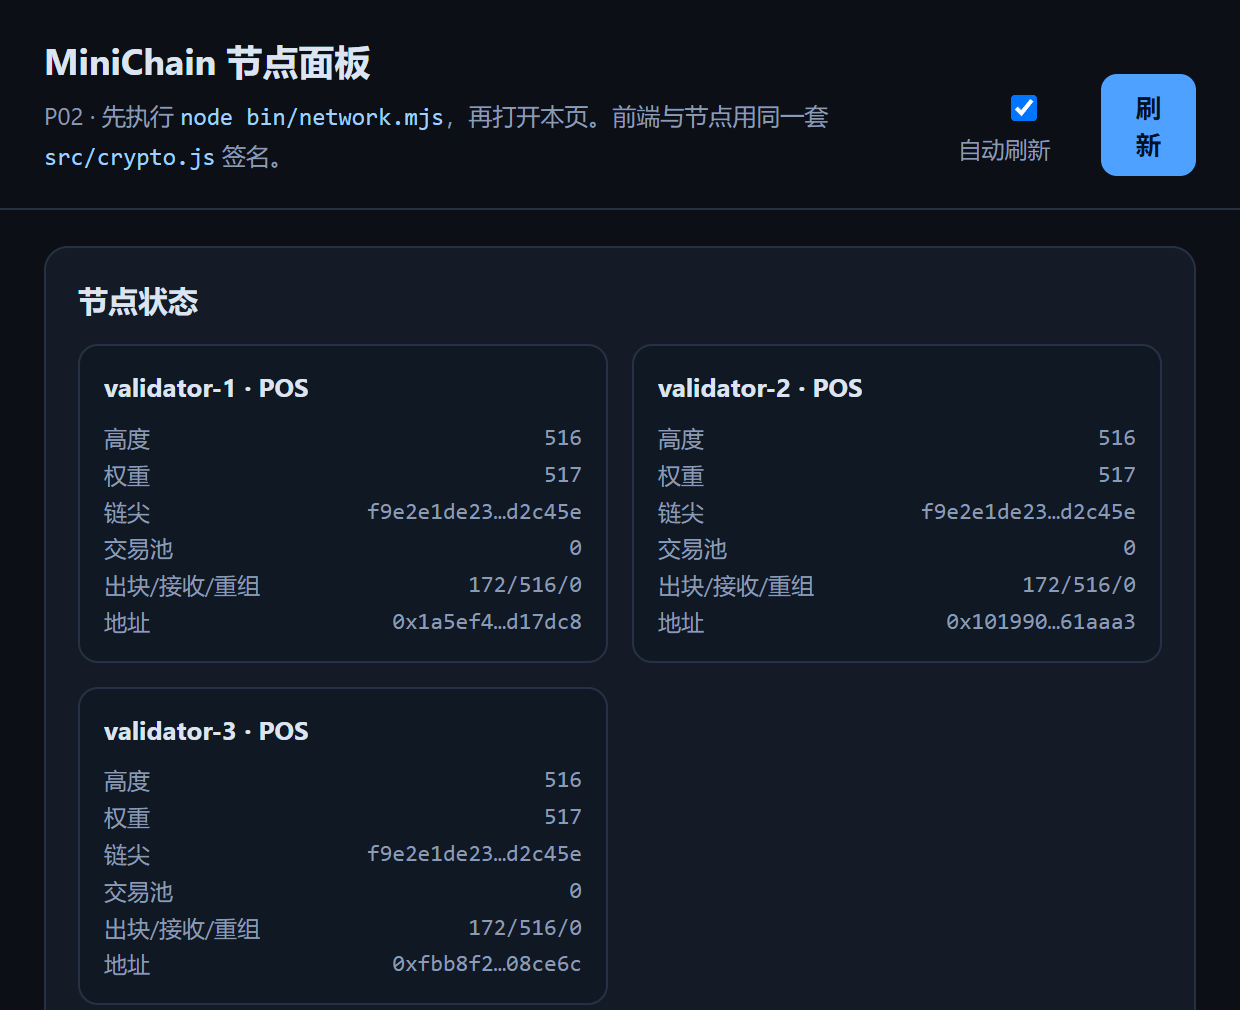 MiniChain 节点面板
P02 · 先执行 node bin/network.mjs，再打开本页。前端与节点用同一套
src/crypto.js 签名。
自动刷新
刷
新
节点状态
validator-1 · POS
高度 516
权重 517
链尖 f9e2e1de23…d2c45e
交易池 0
出块/接收/重组 172/516/0
地址 0x1a5ef4…d17dc8
validator-2 · POS
高度 516
权重 517
链尖 f9e2e1de23…d2c45e
交易池 0
出块/接收/重组 172/516/0
地址 0x101990…61aaa3
validator-3 · POS
高度 516
权重 517
链尖 f9e2e1de23…d2c45e
交易池 0
出块/接收/重组 172/516/0
地址 0xfbb8f2…08ce6c